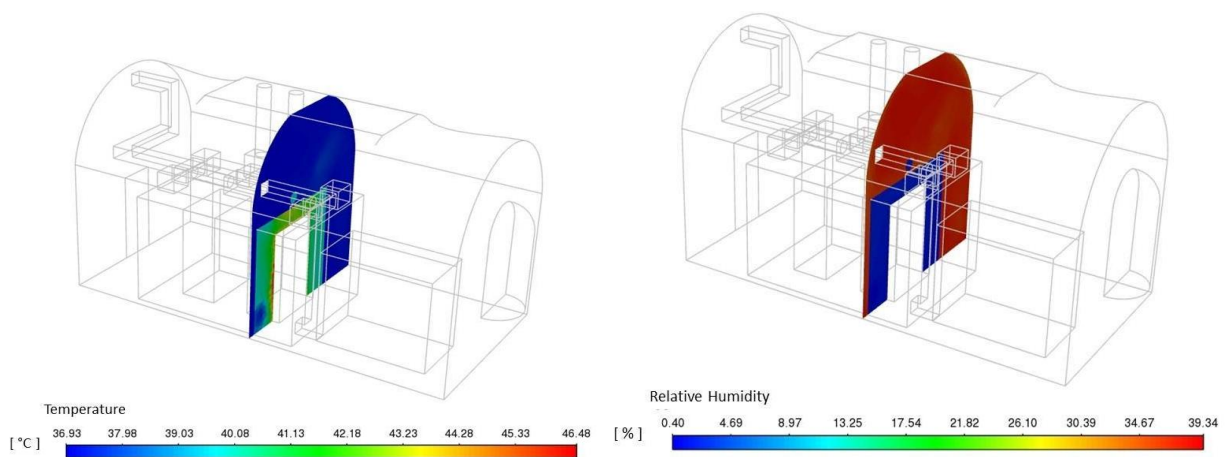 Temperature
[ °C ]
36.93 37.98 39.03 40.08 41.13 42.18 43.23 44.28 45.33 46.48
Relative Humidity
[ % ]
0.40 4.69 8.97 13.25 17.54 21.82 26.10 30.39 34.67 39.34